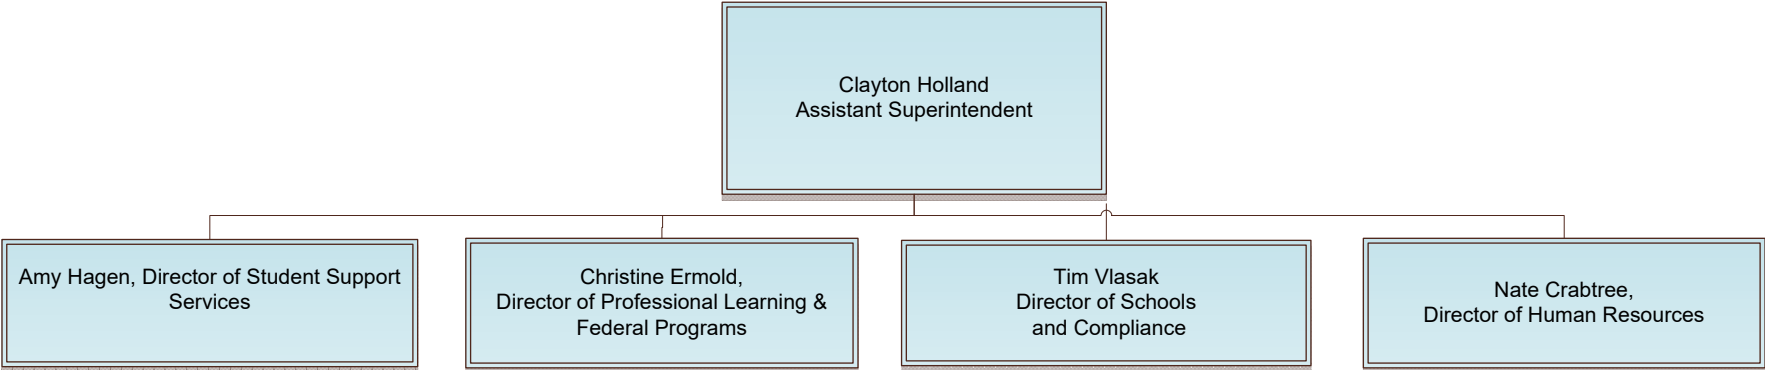 Clayton Holland
Assistant Superintendent
Amy Hagen, Director of Student Support
Services
Christine Ermold,
Director of Professional Learning &
Federal Programs
Tim Vlasak
Director of Schools
and Compliance
Nate Crabtree,
Director of Human Resources